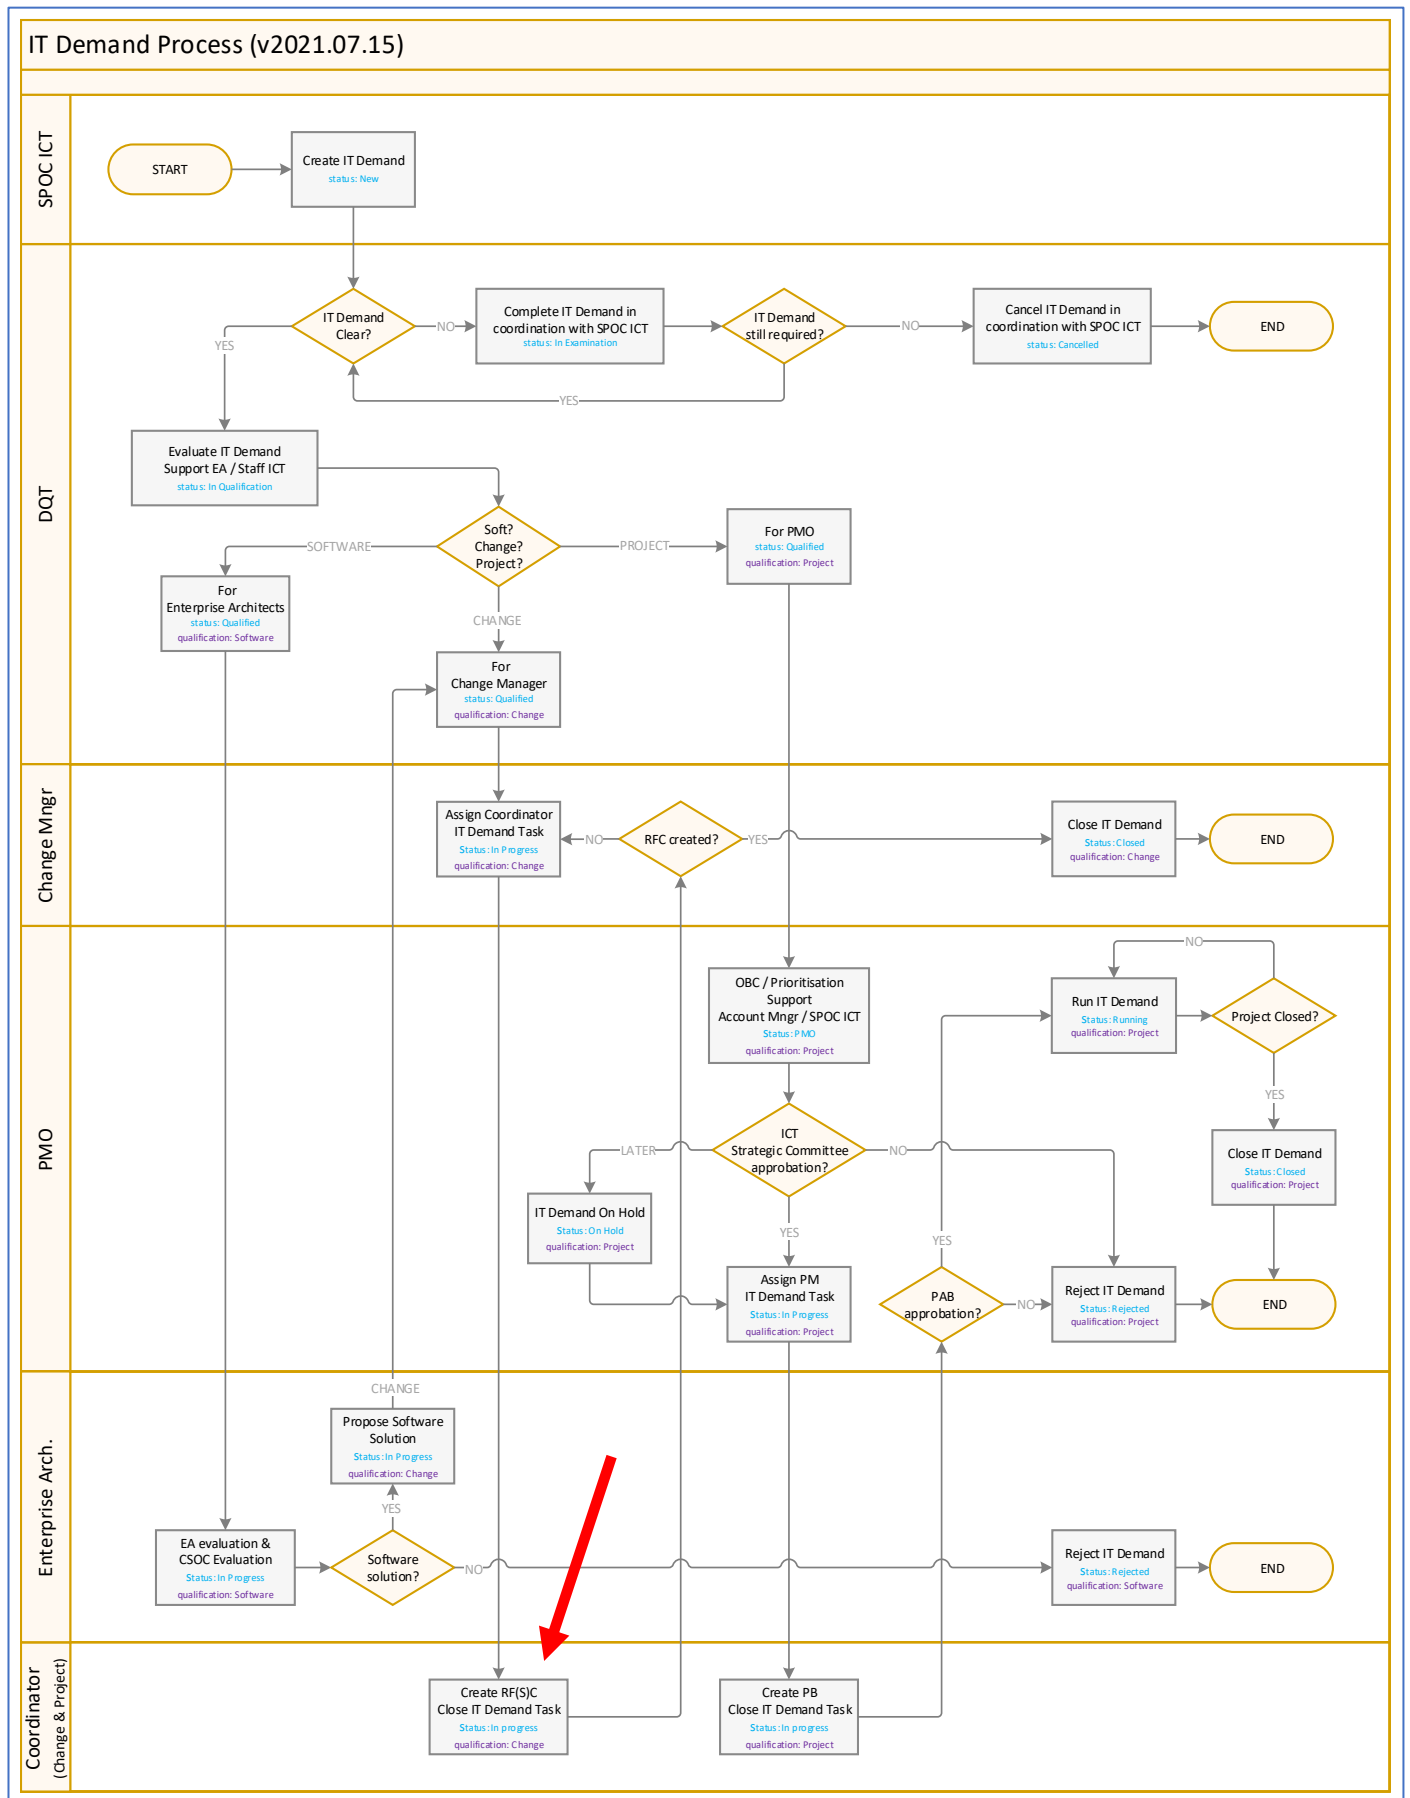 IT Demand Process (v2021.07.15)
SPOC ICT
START
Create IT Demand
status: New
DQT
IT Demand
Clear?
NO
Complete IT Demand in
coordination with SPOC ICT
status: In Examination
IT Demand
still required?
NO
Cancel IT Demand in
coordination with SPOC ICT
status: Cancelled
END
YES
YES
Evaluate IT Demand
Support EA / Staff ICT
status: In Qualification
Soft?
Change?
Project?
SOFTWARE
PROJECT
For PMO
status: Qualified
qualification: Project
For
Enterprise Architects
status: Qualified
qualification: Software
CHANGE
For
Change Manager
status: Qualified
qualification: Change
Change Mngr
Assign Coordinator
IT Demand Task
Status: In Progress
qualification: Change
NO
RFC created?
YES
Close IT Demand
Status: Closed
qualification: Change
END
PMO
OBC / Prioritisation
Support
Account Mngr / SPOC ICT
Status: PMO
qualification: Project
NO
Run IT Demand
Status: Running
qualification: Project
Project Closed?
YES
ICT
Strategic Committee
approbation?
LATER
NO
Close IT Demand
Status: Closed
qualification: Project
IT Demand On Hold
Status: On Hold
qualification: Project
YES
YES
Assign PM
IT Demand Task
Status: In Progress
qualification: Project
PAB
approbation?
NO
Reject IT Demand
Status: Rejected
qualification: Project
END
Enterprise Arch.
CHANGE
Propose Software
Solution
Status: In Progress
qualification: Change
YES
EA evaluation &
CSOC Evaluation
Status: In Progress
qualification: Software
Software
solution?
NO
Reject IT Demand
Status: Rejected
qualification: Software
END
Coordinator
(Change & Project)
Create RF(S)C
Close IT Demand Task
Status: In progress
qualification: Change
Create PB
Close IT Demand Task
Status: In progress
qualification: Project